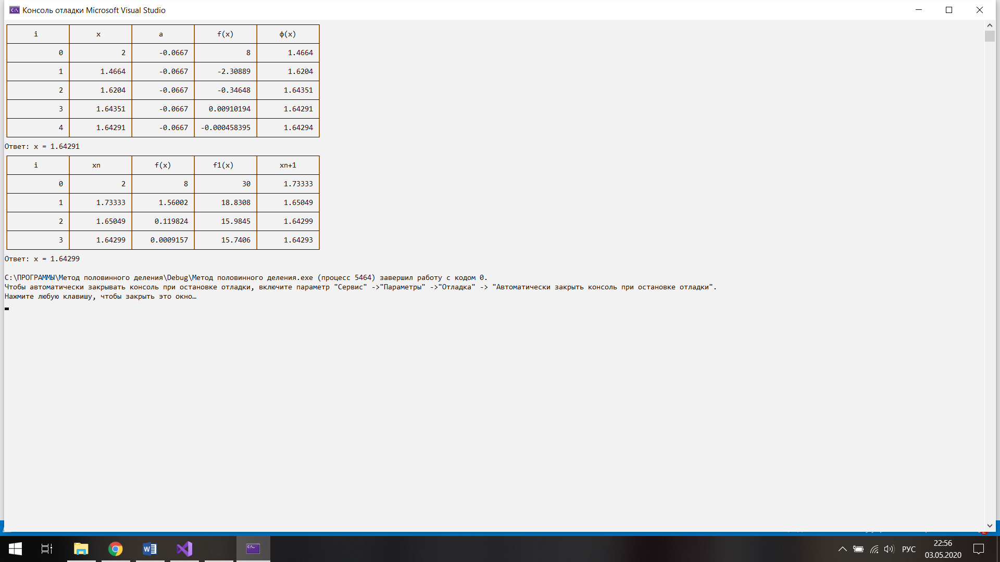 Консоль отладки Microsoft Visual Studio
i x a f(x) ф(x)
0 2 -0.0667 8 1.4664
1 1.4664 -0.0667 -2.30889 1.6204
2 1.6204 -0.0667 -0.34648 1.64351
3 1.64351 -0.0667 0.00910194 1.64291
4 1.64291 -0.0667 -0.000458395 1.64294
Ответ: x = 1.64291
i xn f(x) f1(x) xn+1
0 2 8 30 1.73333
1 1.73333 1.56002 18.8308 1.65049
2 1.65049 0.119824 15.9845 1.64299
3 1.64299 0.0009157 15.7406 1.64293
Ответ: x = 1.64299
C:\ПРОГРАММЫ\Метод половинного деления\Debug\Метод половинного деления.exe (процесс 5464) завершил работу с кодом 0.
Чтобы автоматически закрывать консоль при остановке отладки, включите параметр "Сервис" ->"Параметры" ->"Отладка" -> "Автоматически закрыть консоль при остановке отладки".
Нажмите любую клавишу, чтобы закрыть это окно…
РУС
22:56
03.05.2020